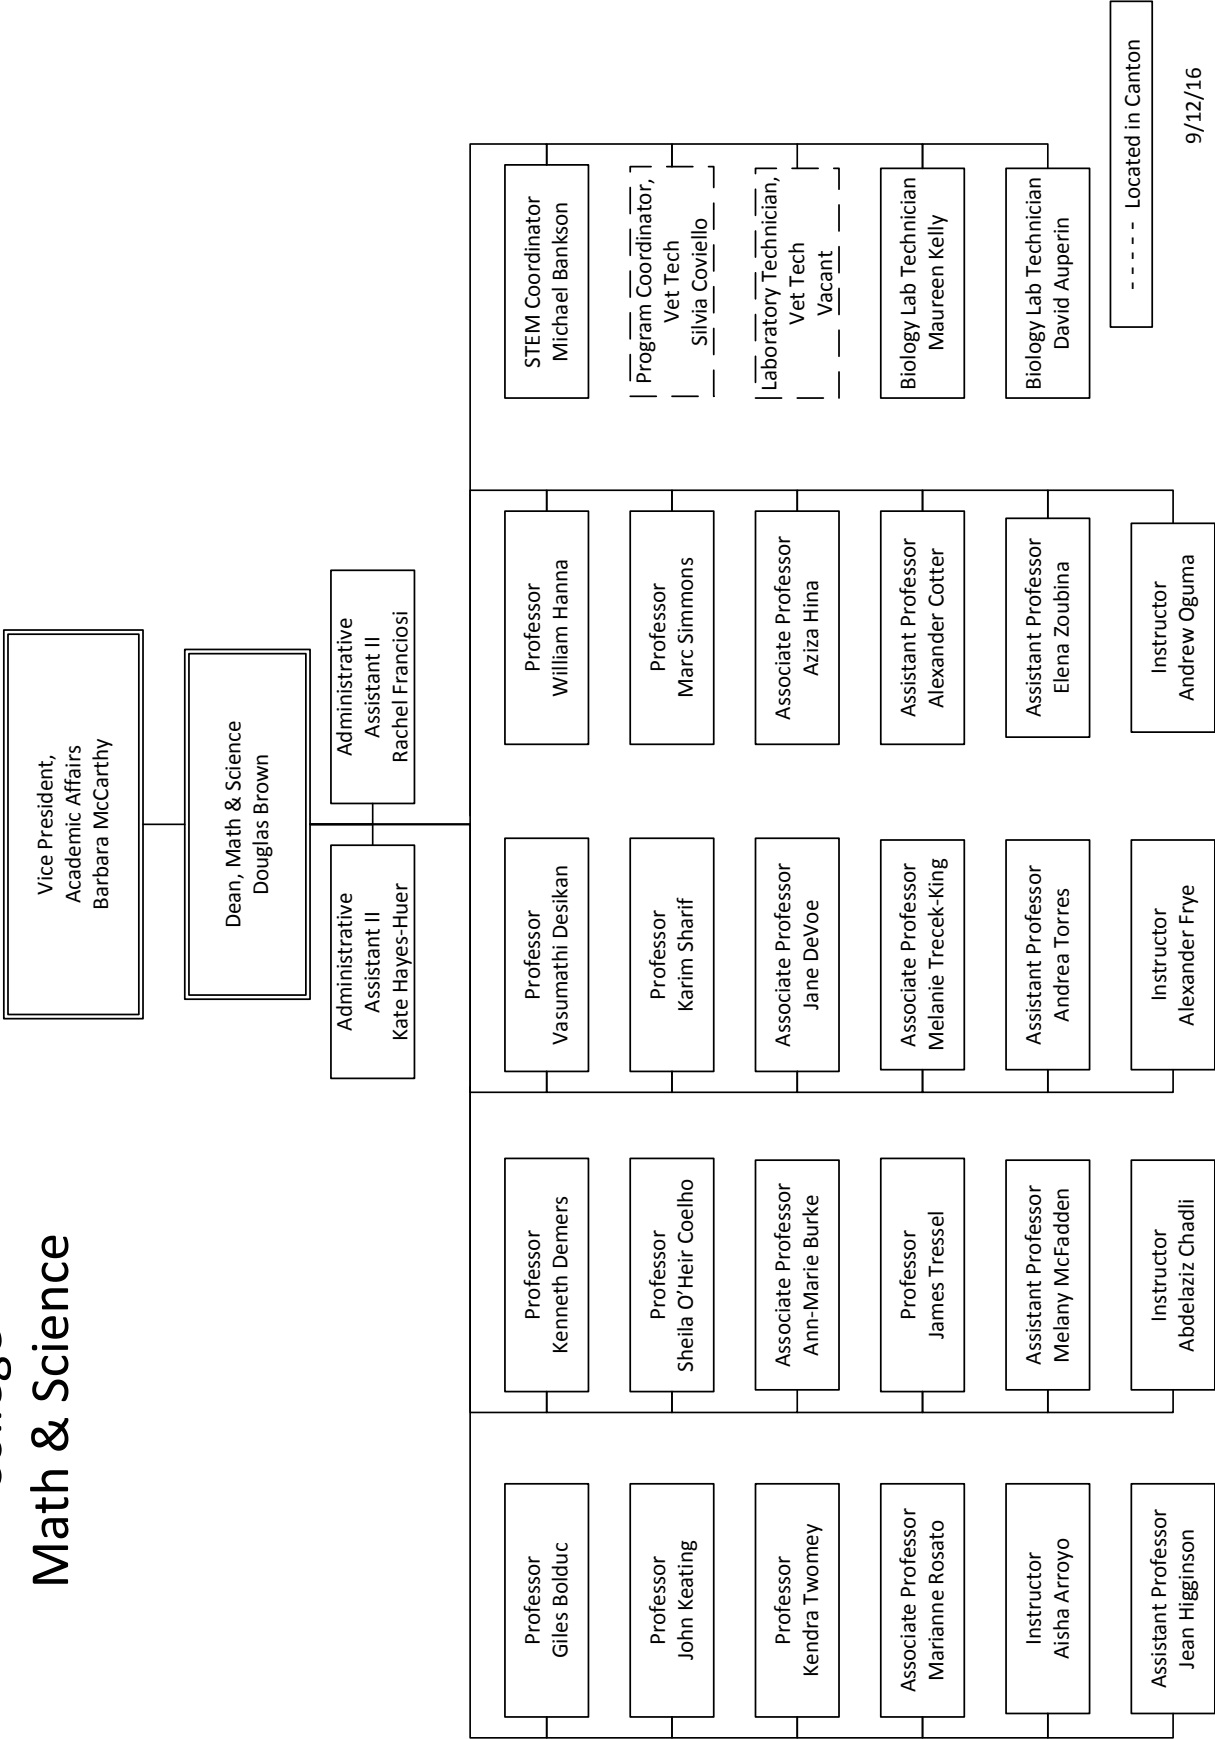 Math & Science
Vice President,
Academic Affairs
Barbara McCarthy
Dean, Math & Science
Douglas Brown
Administrative
Assistant II
Kate Hayes-Huer
Administrative
Assistant II
Rachel Franciosi
Professor
Giles Bolduc
Professor
John Keating
Professor
Kendra Twomey
Associate Professor
Marianne Rosato
Instructor
Aisha Arroyo
Assistant Professor
Jean Higginson
Professor
Kenneth Demers
Professor
Sheila O’Heir Coelho
Associate Professor
Ann-Marie Burke
Professor
James Tressel
Assistant Professor
Melany McFadden
Instructor
Abdelaziz Chadli
Professor
Vasumathi Desikan
Professor
Karim Sharif
Associate Professor
Jane DeVoe
Associate Professor
Melanie Trecek-King
Assistant Professor
Andrea Torres
Instructor
Alexander Frye
Professor
William Hanna
Professor
Marc Simmons
Associate Professor
Aziza Hina
Assistant Professor
Alexander Cotter
Assistant Professor
Elena Zoubina
Instructor
Andrew Oguma
STEM Coordinator
Michael Bankson
Program Coordinator,
Vet Tech
Silvia Coviello
Laboratory Technician,
Vet Tech
Vacant
Biology Lab Technician
Maureen Kelly
Biology Lab Technician
David Auperin
- - - - - Located in Canton
9/12/16